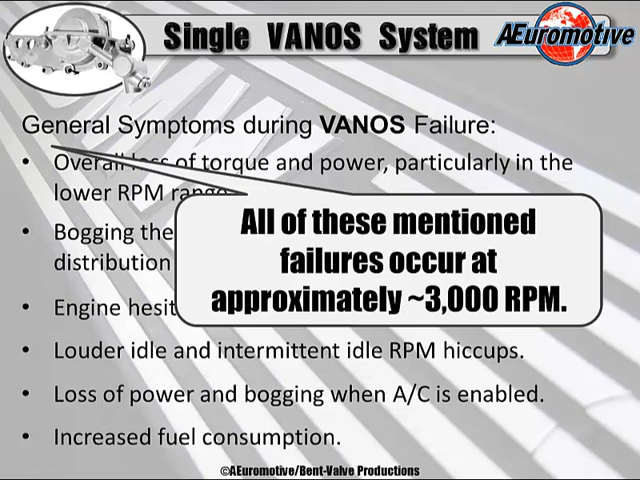 Single VANOS System
AEuromotive
General Symptoms during VANOS Failure:
• Overall loss of torque and power, particularly in the
lower RPM range
• Bogging the
distribution
• Engine hesit
All of these mentioned
failures occur at
approximately ~3,000 RPM.
• Louder idle and intermittent idle RPM hiccups.
• Loss of power and bogging when A/C is enabled.
• Increased fuel consumption.
©AEuromotive/Bent-Valve Productions